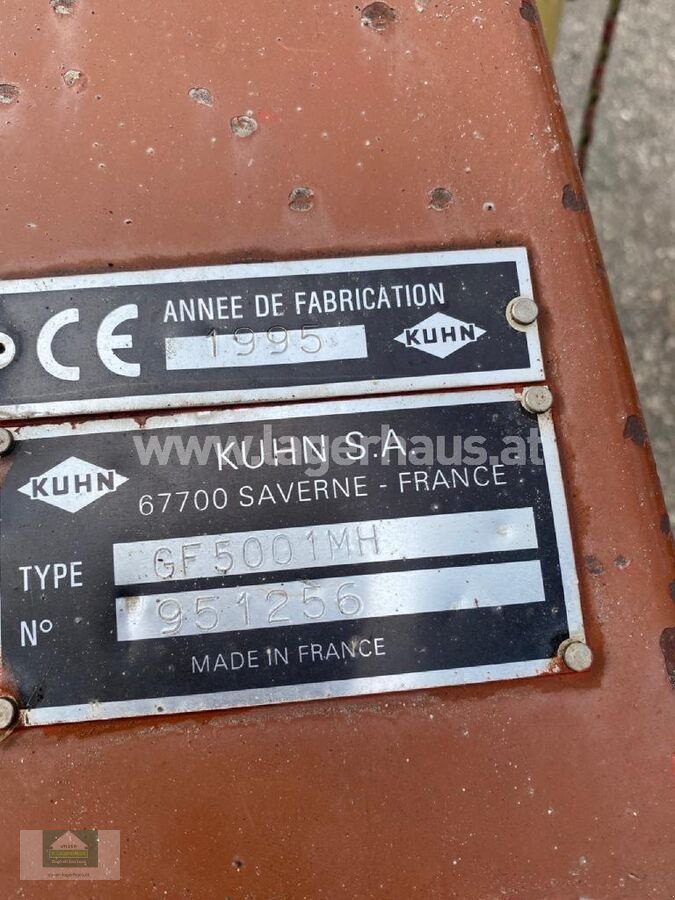 CE ANNEE DE FABRICATION
1995
KUHN
www.lagerhaus.at
KUHN S.A.
KUHN
67700 SAVERNE - FRANCE
TYPE GF5001MH
N° 951256
MADE IN FRANCE